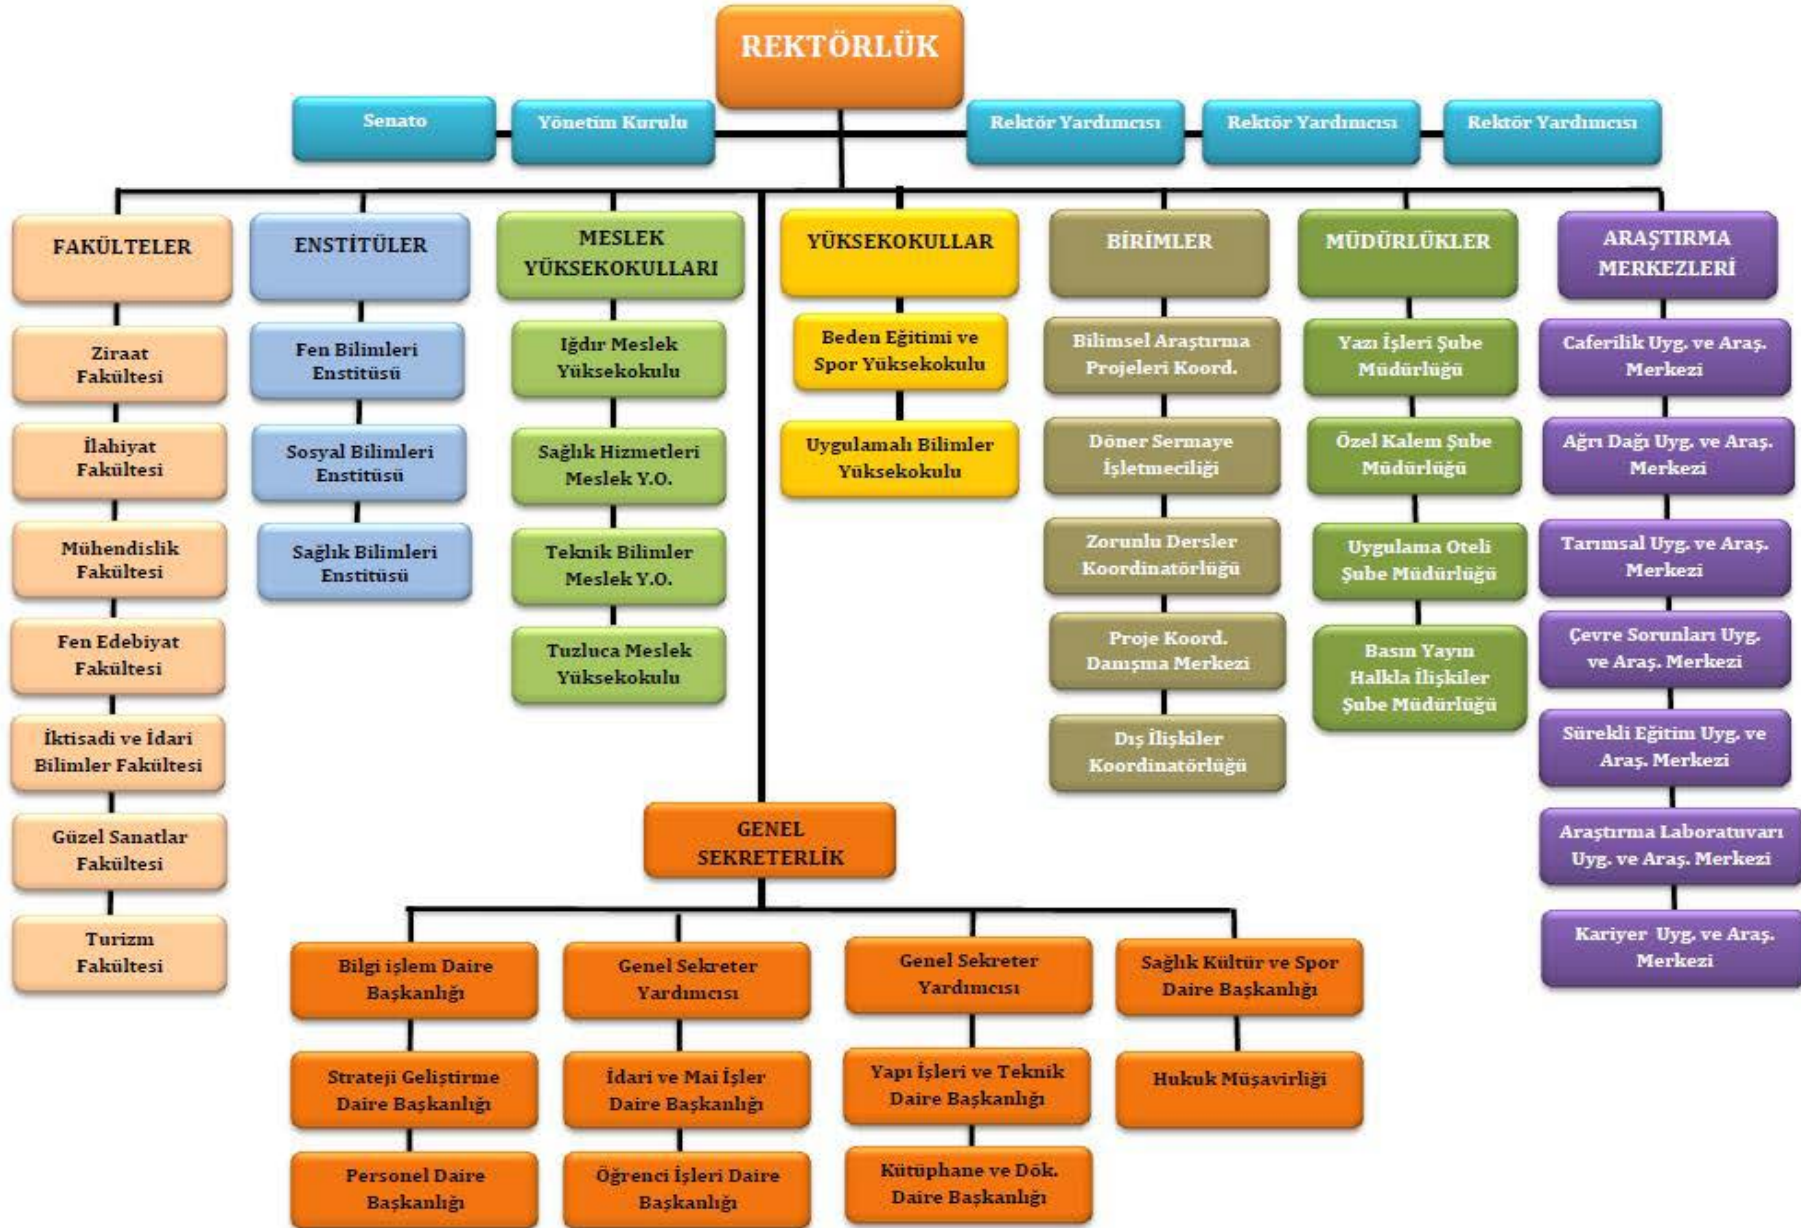 REKTÖRLÜK
Senato
Yönetim Kurulu
Rektör Yardımcısı
Rektör Yardımcısı
Rektör Yardımcısı
FAKÜLTELER
Ziraat
Fakültesi
İlahiyat
Fakültesi
Mühendislik
Fakültesi
Fen Edebiyat
Fakültesi
İktisadi ve İdari
Bilimler Fakültesi
Güzel Sanatlar
Fakültesi
Turizm
Fakültesi
ENSTİTÜLER
Fen Bilimleri
Enstitüsü
Sosyal Bilimleri
Enstitüsü
Sağlık Bilimleri
Enstitüsü
MESLEK
YÜKSEKOKULLARI
Iğdır Meslek
Yüksekokulu
Sağlık Hizmetleri
Meslek Y.O.
Teknik Bilimler
Meslek Y.O.
Tuzluca Meslek
Yüksekokulu
YÜKSEKOKULLAR
Beden Eğitimi ve
Spor Yüksekokulu
Uygulamalı Bilimler
Yüksekokulu
BİRİMLER
Bilimsel Araştırma
Projeleri Koord.
Döner Sermaye
İşletmeciliği
Zorunlu Dersler
Koordinatörlüğü
Proje Koord.
Danışma Merkezi
Dış İlişkiler
Koordinatörlüğü
MÜDÜRLÜKLER
Yazı İşleri Şube
Müdürlüğü
Özel Kalem Şube
Müdürlüğü
Uygulama Oteli
Şube Müdürlüğü
Basın Yayın
Halkla İlişkiler
Şube Müdürlüğü
ARAŞTIRMA
MERKEZLERİ
Caferilik Uyg. ve Araş.
Merkezi
Ağrı Dağı Uyg. ve Araş.
Merkezi
Tarımsal Uyg. ve Araş.
Merkezi
Çevre Sorunları Uyg.
ve Araş. Merkezi
Sürekli Eğitim Uyg. ve
Araş. Merkezi
Araştırma Laboratuvarı
Uyg. ve Araş. Merkezi
Kariyer Uyg. ve Araş.
Merkezi
GENEL
SEKRETERLİK
Bilgi işlem Daire
Başkanlığı
Strateji Geliştirme
Daire Başkanlığı
Personel Daire
Başkanlığı
Genel Sekreter
Yardımcısı
İdari ve Mai İşler
Daire Başkanlığı
Öğrenci İşleri Daire
Başkanlığı
Genel Sekreter
Yardımcısı
Yapı İşleri ve Teknik
Daire Başkanlığı
Kütüphane ve Dök.
Daire Başkanlığı
Sağlık Kültür ve Spor
Daire Başkanlığı
Hukuk Müşavirliği